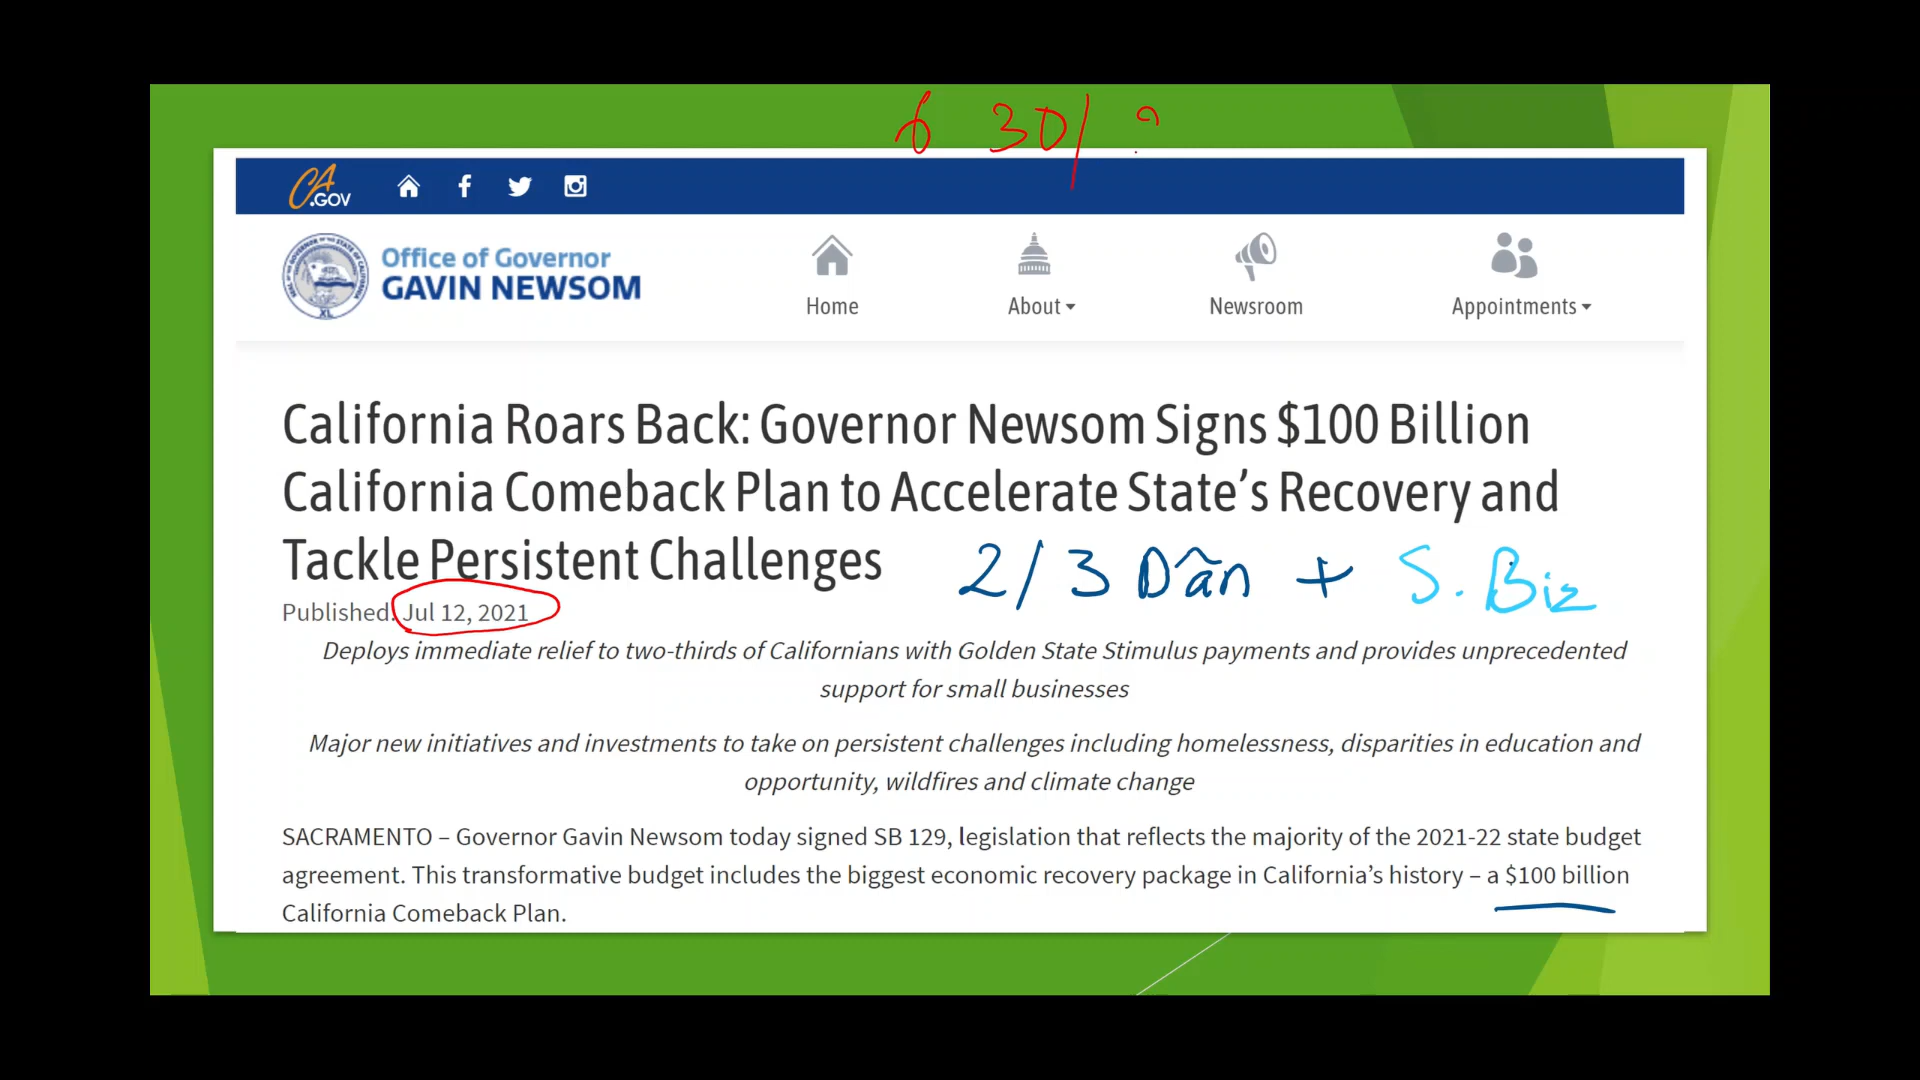 6 30/
CA.GOV
Office of Governor
GAVIN NEWSOM
Home About Newsroom Appointments
California Roars Back: Governor Newsom Signs $100 Billion
California Comeback Plan to Accelerate State’s Recovery and
Tackle Persistent Challenges
2/3 Dân + S. Biz
Published: Jul 12, 2021
Deploys immediate relief to two-thirds of Californians with Golden State Stimulus payments and provides unprecedented
support for small businesses
Major new initiatives and investments to take on persistent challenges including homelessness, disparities in education and
opportunity, wildfires and climate change
SACRAMENTO – Governor Gavin Newsom today signed SB 129, legislation that reflects the majority of the 2021-22 state budget
agreement. This transformative budget includes the biggest economic recovery package in California’s history – a $100 billion
California Comeback Plan.